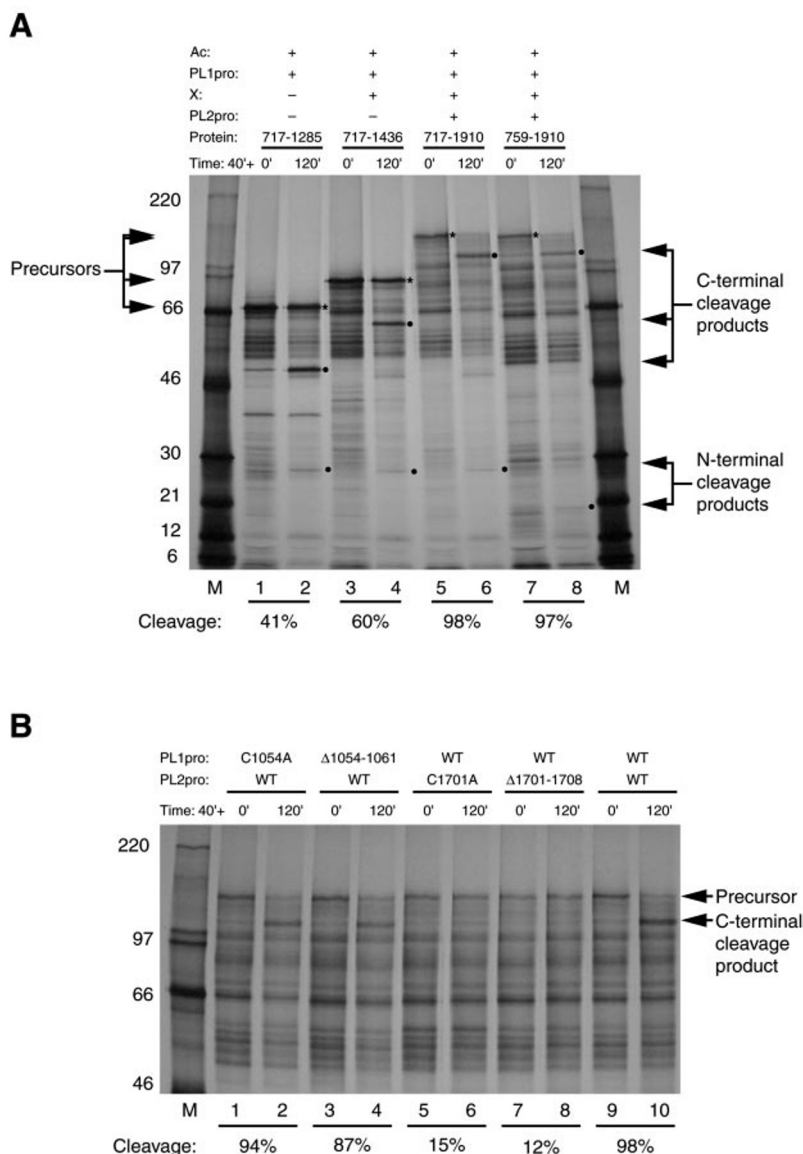 A
Ac: + + + +
PL1pro: + + + +
X: – + + +
PL2pro: – – + +
Protein: 717-1285 717-1436 717-1910 759-1910
Time: 40'+ 0' 120' 0' 120' 0' 120' 0' 120'
220
97
66
46
30
21
12
6
Precursors
C-terminal
cleavage
products
N-terminal
cleavage
products
M 1 2 3 4 5 6 7 8 M
Cleavage: 41% 60% 98% 97%
B
PL1pro: C1054A Δ1054-1061 WT WT WT
PL2pro: WT WT C1701A Δ1701-1708 WT
Time: 40'+ 0' 120' 0' 120' 0' 120' 0' 120' 0' 120'
220
97
66
46
Precursor
C-terminal
cleavage
product
M 1 2 3 4 5 6 7 8 9 10
Cleavage: 94% 87% 15% 12% 98%